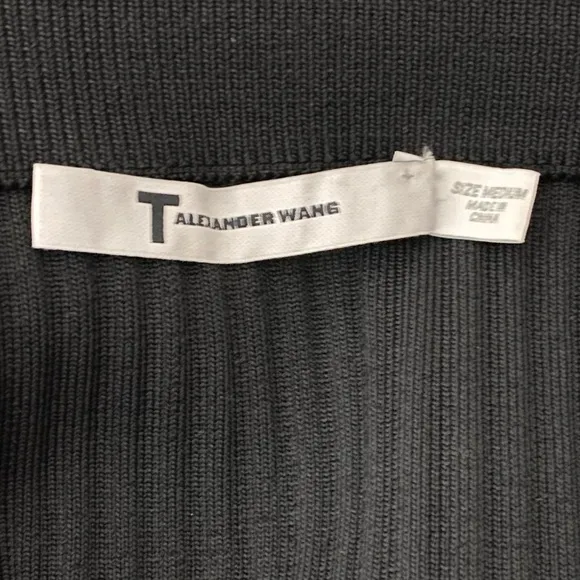 T ALEXANDER WANG
SIZE MEDIUM
MADE IN
CHINA